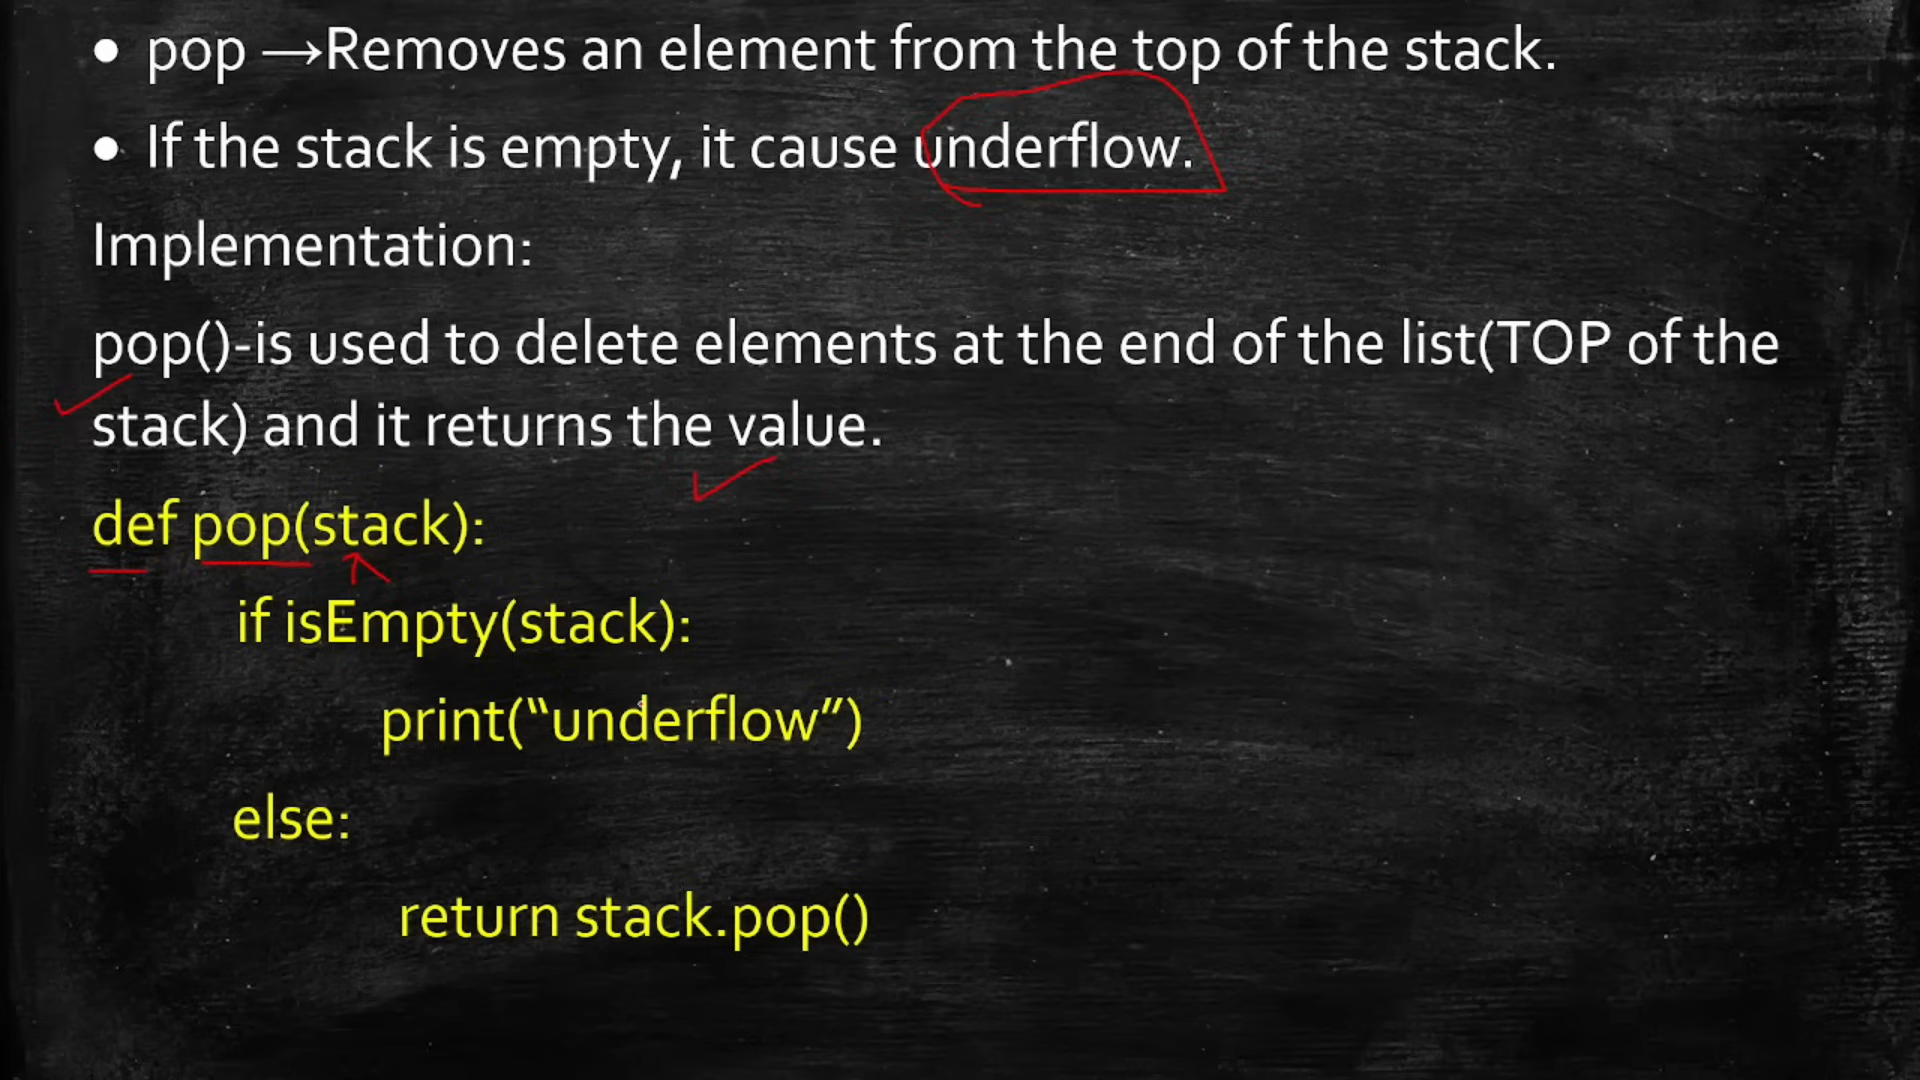 • pop →Removes an element from the top of the stack.
• If the stack is empty, it cause underflow.
Implementation:
pop()-is used to delete elements at the end of the list(TOP of the
stack) and it returns the value.
def pop(stack):
if isEmpty(stack):
print(“underflow”)
else:
return stack.pop()